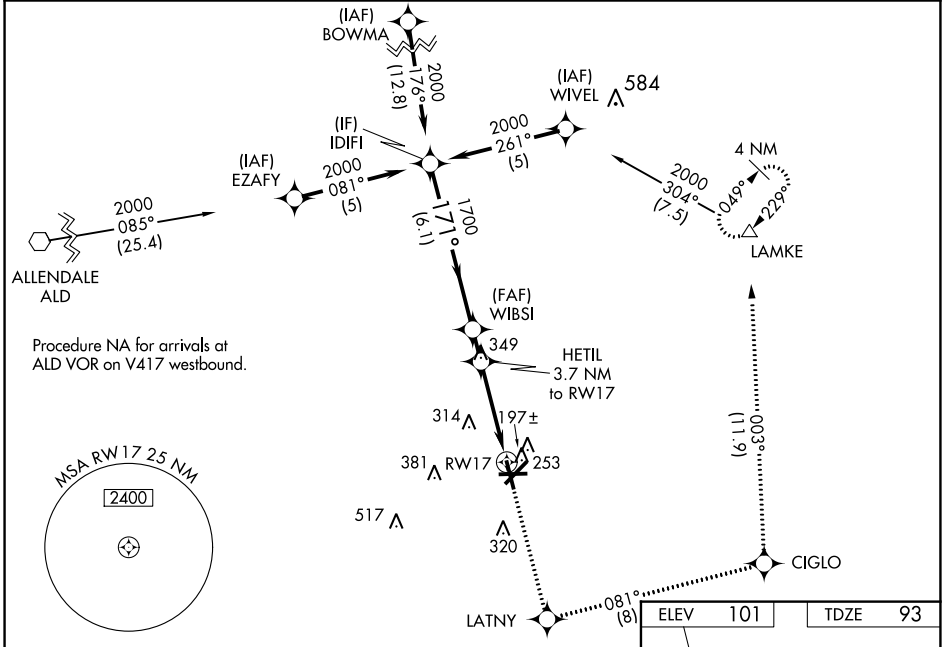 (IAF)
BOWMA
2000
176°
(12.8)
(IAF)
WIVEL
584
(IF)
IDIFI
2000
261°
(5)
(IAF)
EZAFY
2000
081°
(5)
4 NM
049°
229°
2000
304°
(7.5)
LAMKE
2000
085°
(25.4)
ALLENDALE
ALD
1700
171°
(6.1)
(FAF)
WIBSI
349
HETIL
3.7 NM
to RW17
Procedure NA for arrivals at
ALD VOR on V417 westbound.
314
197±
381
RW17
253
003°
(11.9)
MSA RW17 25 NM
2400
517
320
CIGLO
LATNY
081°
(8)
ELEV 101
TDZE 93